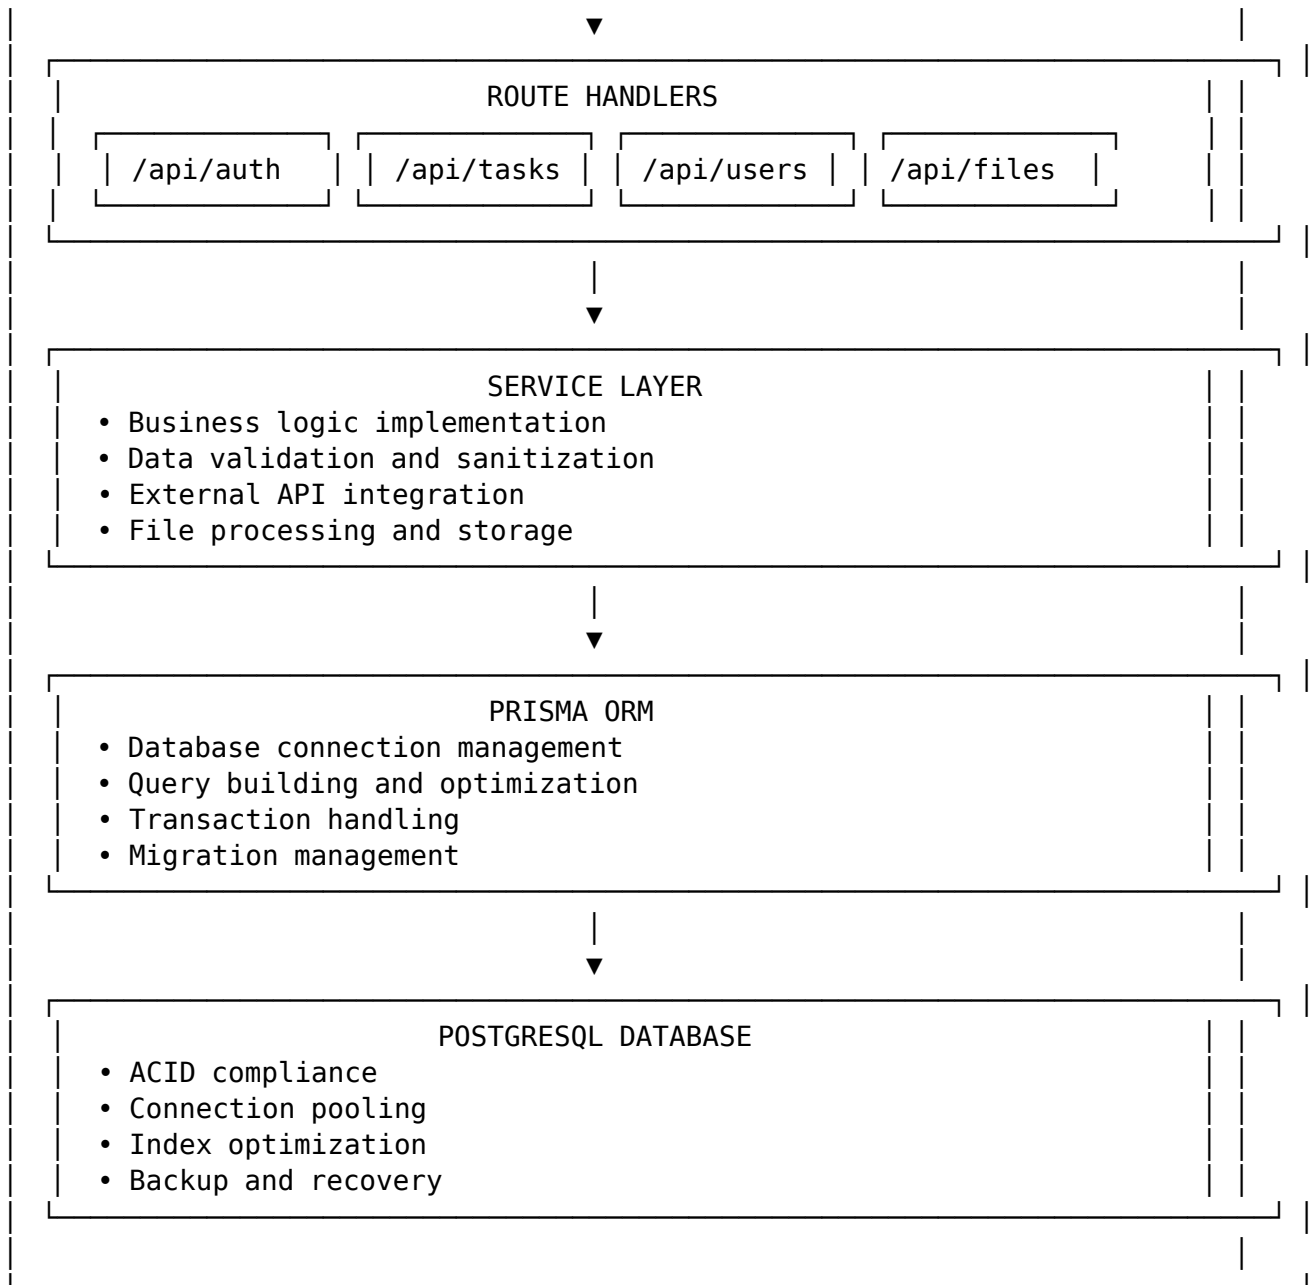 ▼
ROUTE HANDLERS
/api/auth /api/tasks /api/users /api/files
▼
SERVICE LAYER
• Business logic implementation
• Data validation and sanitization
• External API integration
• File processing and storage
▼
PRISMA ORM
• Database connection management
• Query building and optimization
• Transaction handling
• Migration management
▼
POSTGRESQL DATABASE
• ACID compliance
• Connection pooling
• Index optimization
• Backup and recovery